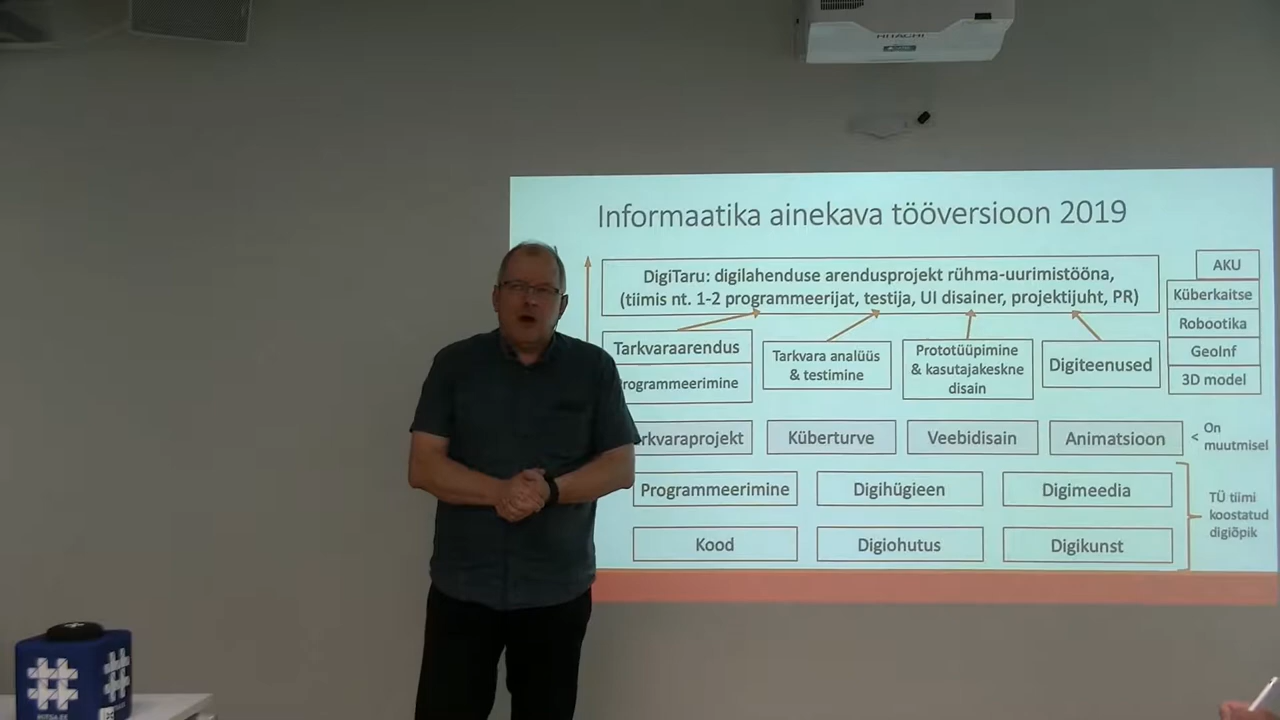 HITACHI
Informaatika ainekava tööversioon 2019
DigiTaru: digilahenduse arendusprojekt rühma-uurimistööna,
(tiimis nt. 1-2 programmeerijat, testija, UI disainer, projektijuht, PR)
AKU
Küberkaitse
Robootika
GeoInf
3D model
Tarkvaraarendus
rogrammeerimine
Tarkvara analüüs
& testimine
Prototüüpimine
& kasutajakeskne
disain
Digiteenused
rkvaraprojekt
Küberturve
Veebidisain
Animatsioon
< On
muutmisel
Programmeerimine
Digihügieen
Digimeedia
Kood
Digiohutus
Digikunst
TÜ tiimi
koostatud
digiõpik